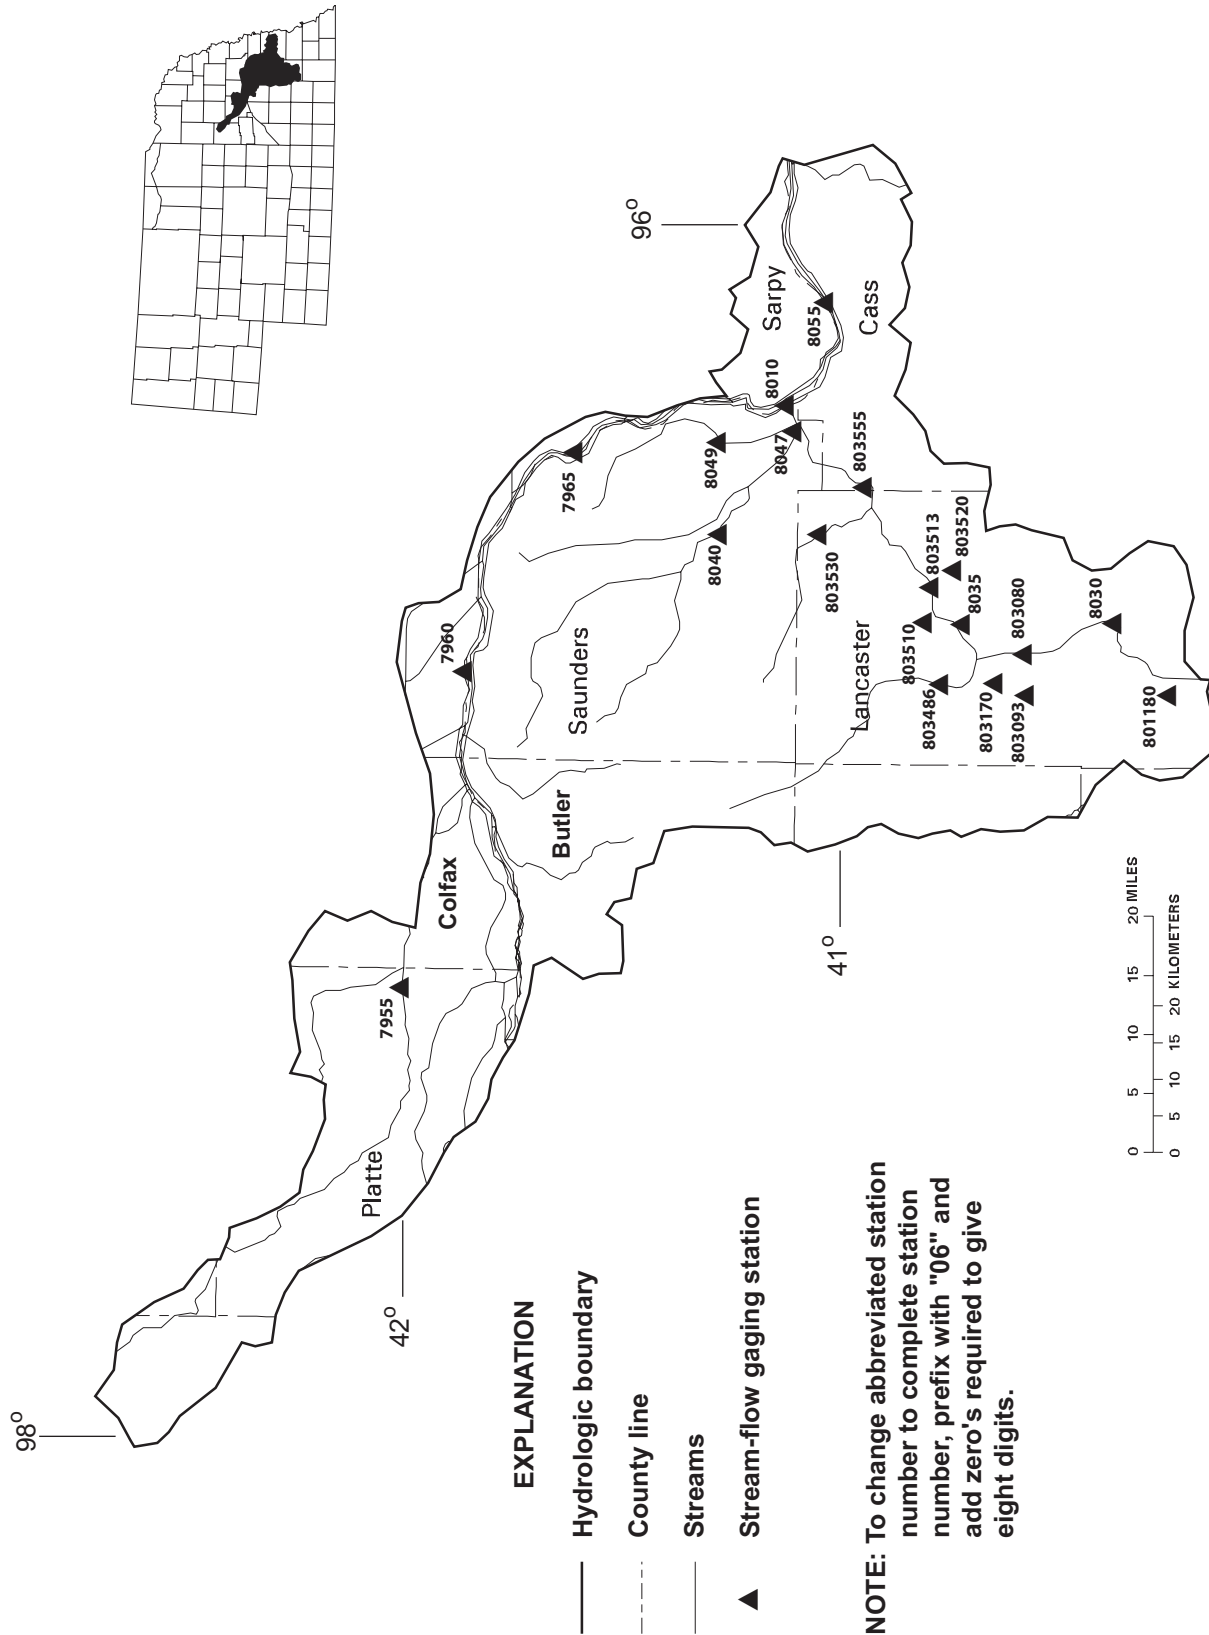 98°
42°
41°
96°
Platte
Colfax
Butler
Saunders
Lancaster
Sarpy
Cass
7955
7960
7965
8049
8040
8047
8010
8055
803555
803530
803513
803520
803510
8035
803486
803080
803170
803093
8030
801180
EXPLANATION
Hydrologic boundary
County line
Streams
Stream-flow gaging station
NOTE: To change abbreviated station
number to complete station
number, prefix with "06" and
add zero's required to give
eight digits.
0 5 10 15 20 MILES
0 5 10 15 20 KILOMETERS